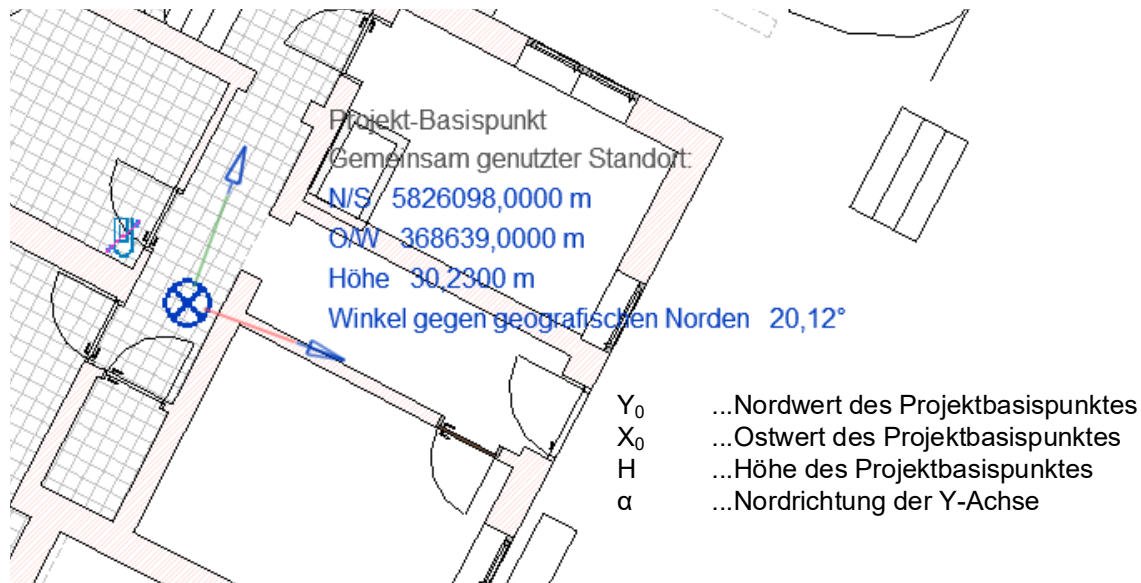 Projekt-Basispunkt
Gemeinsam genutzter Standort:
N/S 5826098,0000 m
O/W 368639,0000 m
Höhe 30,2300 m
Winkel gegen geografischen Norden 20,12°
Y₀ ...Nordwert des Projektbasispunktes
X₀ ...Ostwert des Projektbasispunktes
H ...Höhe des Projektbasispunktes
α ...Nordrichtung der Y-Achse